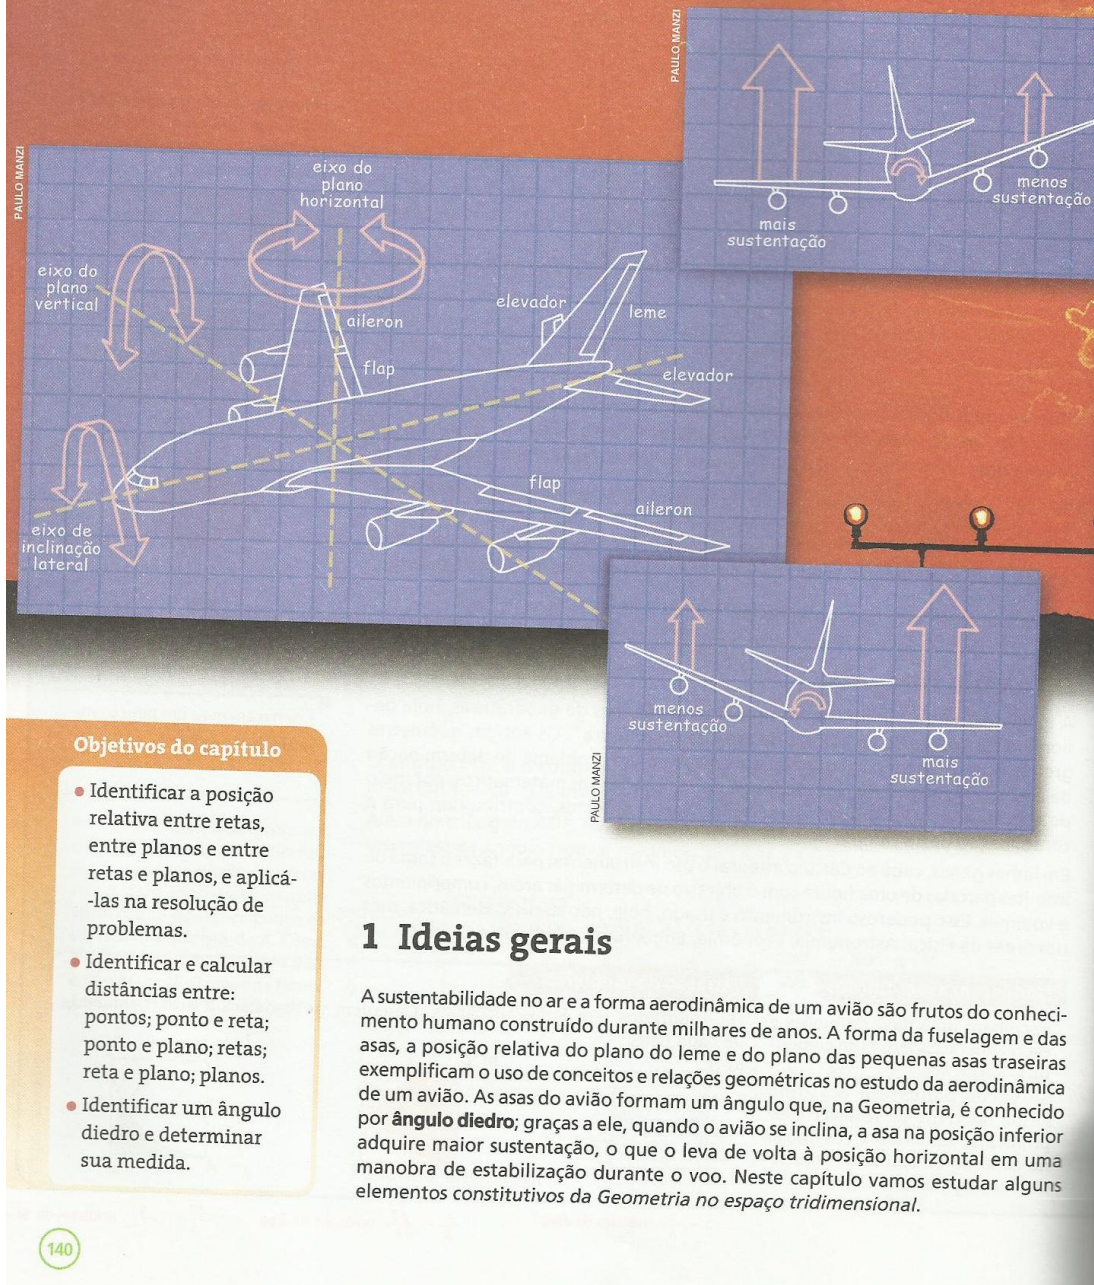 PAULO MANZI
mais
sustentação
menos
sustentação
PAULO MANZI
eixo do
plano
horizontal
eixo do
plano
vertical
aileron
flap
elevador
leme
elevador
flap
aileron
eixo de
inclinação
lateral
PAULO MANZI
menos
sustentação
mais
sustentação
Objetivos do capítulo
Identificar a posição
relativa entre retas,
entre planos e entre
retas e planos, e aplicá-
-las na resolução de
problemas.
Identificar e calcular
distâncias entre:
pontos; ponto e reta;
ponto e plano; retas;
reta e plano; planos.
Identificar um ângulo
diedro e determinar
sua medida.
1 Ideias gerais
A sustentabilidade no ar e a forma aerodinâmica de um avião são frutos do conheci-
mento humano construído durante milhares de anos. A forma da fuselagem e das
asas, a posição relativa do plano do leme e do plano das pequenas asas traseiras
exemplificam o uso de conceitos e relações geométricas no estudo da aerodinâmica
de um avião. As asas do avião formam um ângulo que, na Geometria, é conhecido
por ângulo diedro; graças a ele, quando o avião se inclina, a asa na posição inferior
adquire maior sustentação, o que o leva de volta à posição horizontal em uma
manobra de estabilização durante o voo. Neste capítulo vamos estudar alguns
elementos constitutivos da Geometria no espaço tridimensional.
140